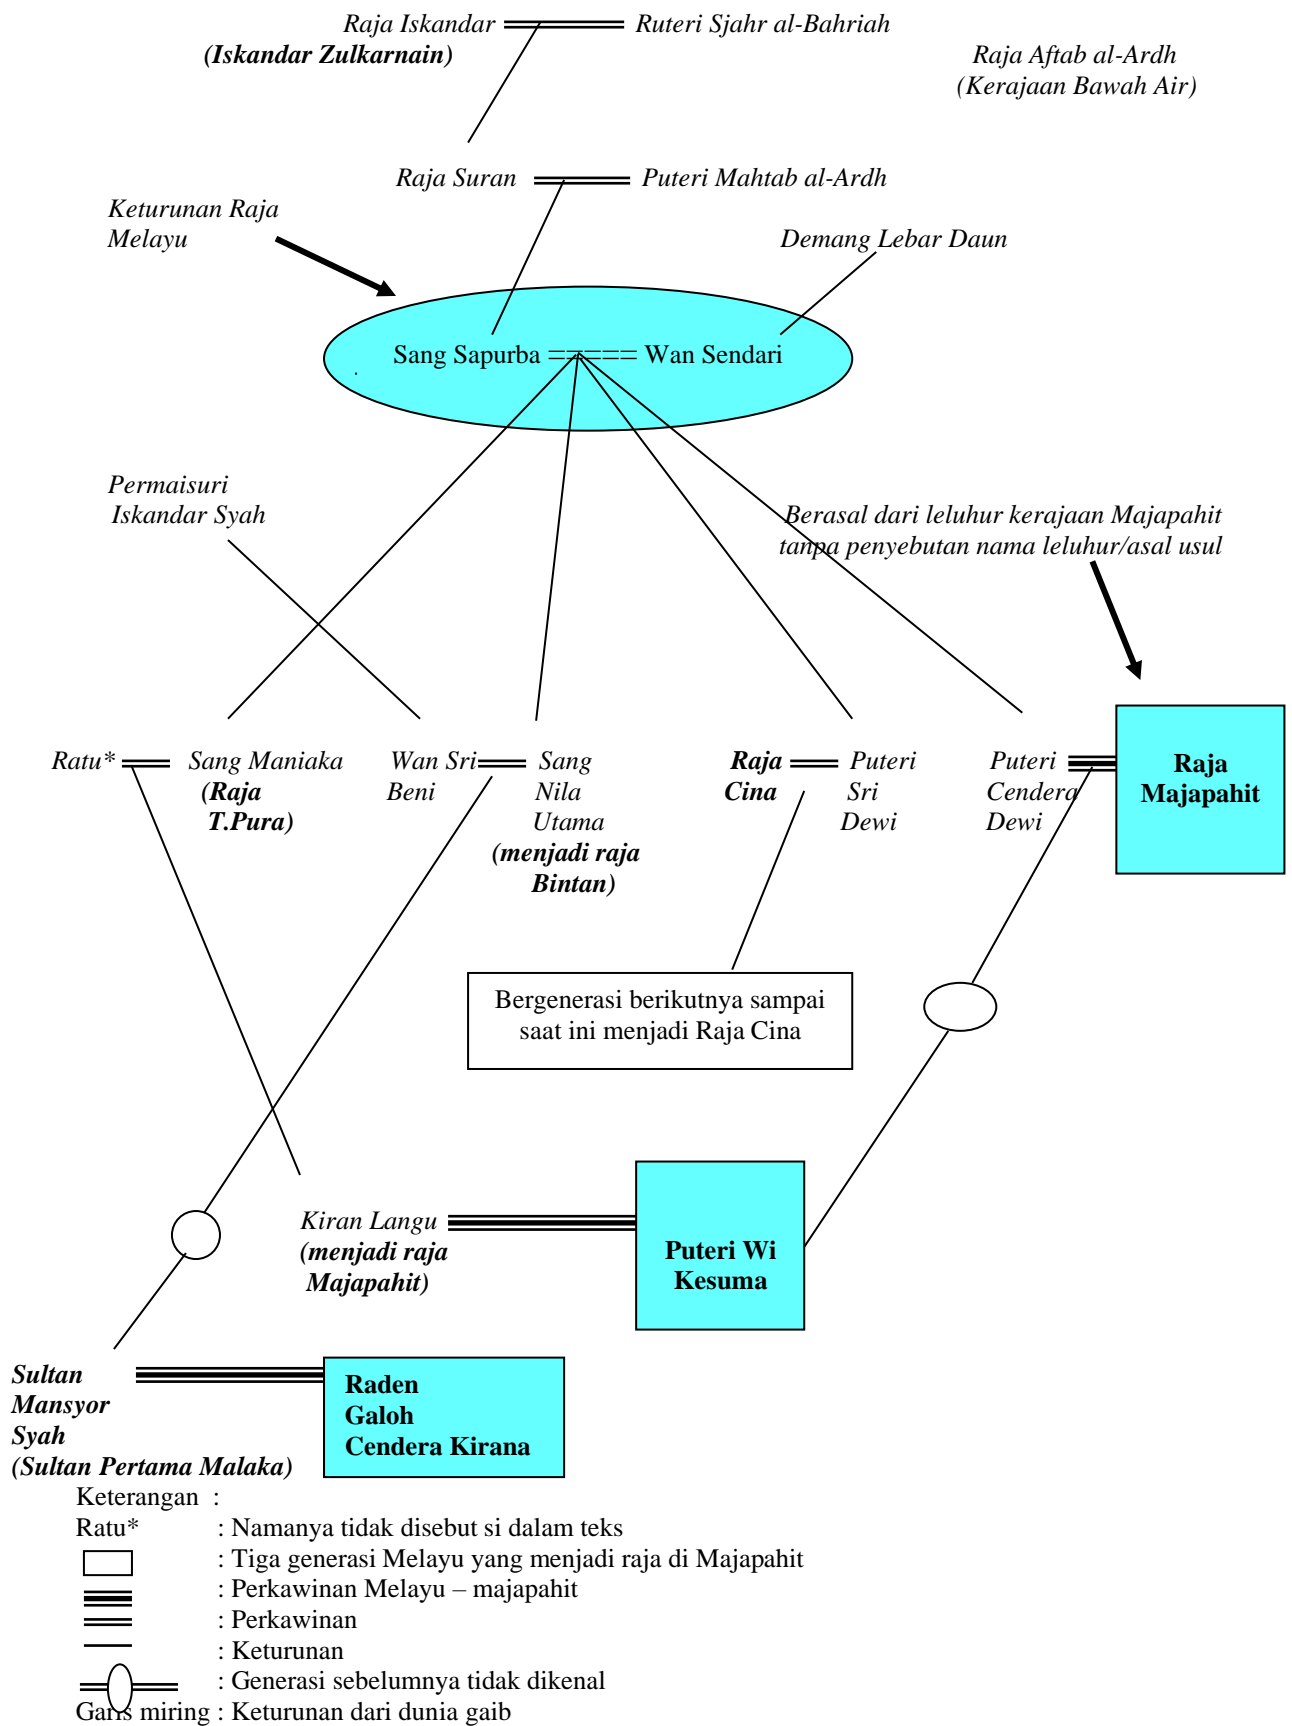 Raja Iskandar Ruteri Sjahr al-Bahriah
(Iskandar Zulkarnain)
Raja Aftab al-Ardh
(Kerajaan Bawah Air)
Raja Suran Puteri Mahtab al-Ardh
Keturunan Raja
Melayu
Demang Lebar Daun
Sang Sapurba ===== Wan Sendari
.
Permaisuri
Iskandar Syah
Berasal dari leluhur kerajaan Majapahit
tanpa penyebutan nama leluhur/asal usul
Ratu*
Sang Maniaka
(Raja
T.Pura)
Wan Sri
Beni
Sang
Nila
Utama
(menjadi raja
Bintan)
Raja
Cina
Puteri
Sri
Dewi
Puteri
Cendera
Dewi
Raja
Majapahit
Bergenerasi berikutnya sampai
saat ini menjadi Raja Cina
Kiran Langu
(menjadi raja
Majapahit)
Puteri Wi
Kesuma
Sultan
Mansyor
Syah
(Sultan Pertama Malaka)
Raden
Galoh
Cendera Kirana
Keterangan :
Ratu* : Namanya tidak disebut si dalam teks
: Tiga generasi Melayu yang menjadi raja di Majapahit
: Perkawinan Melayu – majapahit
: Perkawinan
: Keturunan
: Generasi sebelumnya tidak dikenal
Garis miring : Keturunan dari dunia gaib